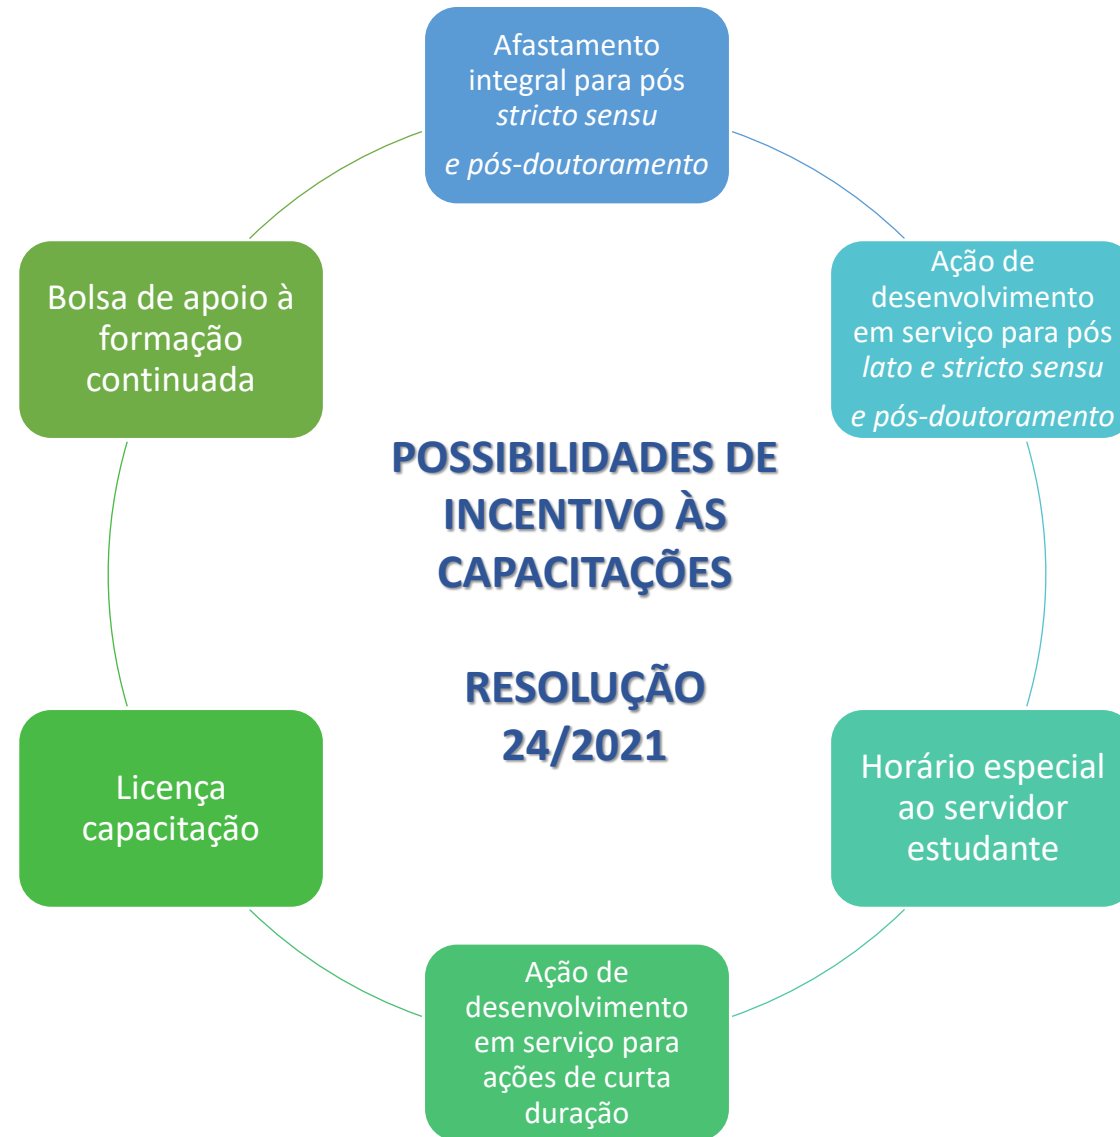 Afastamento
integral para pós
stricto sensu
e pós-doutoramento
Ação de
desenvolvimento
em serviço para pós
lato e stricto sensu
e pós-doutoramento
Horário especial
ao servidor
estudante
Ação de
desenvolvimento
em serviço para
ações de curta
duração
Licença
capacitação
Bolsa de apoio à
formação
continuada
POSSIBILIDADES DE
INCENTIVO ÀS
CAPACITAÇÕES
RESOLUÇÃO
24/2021